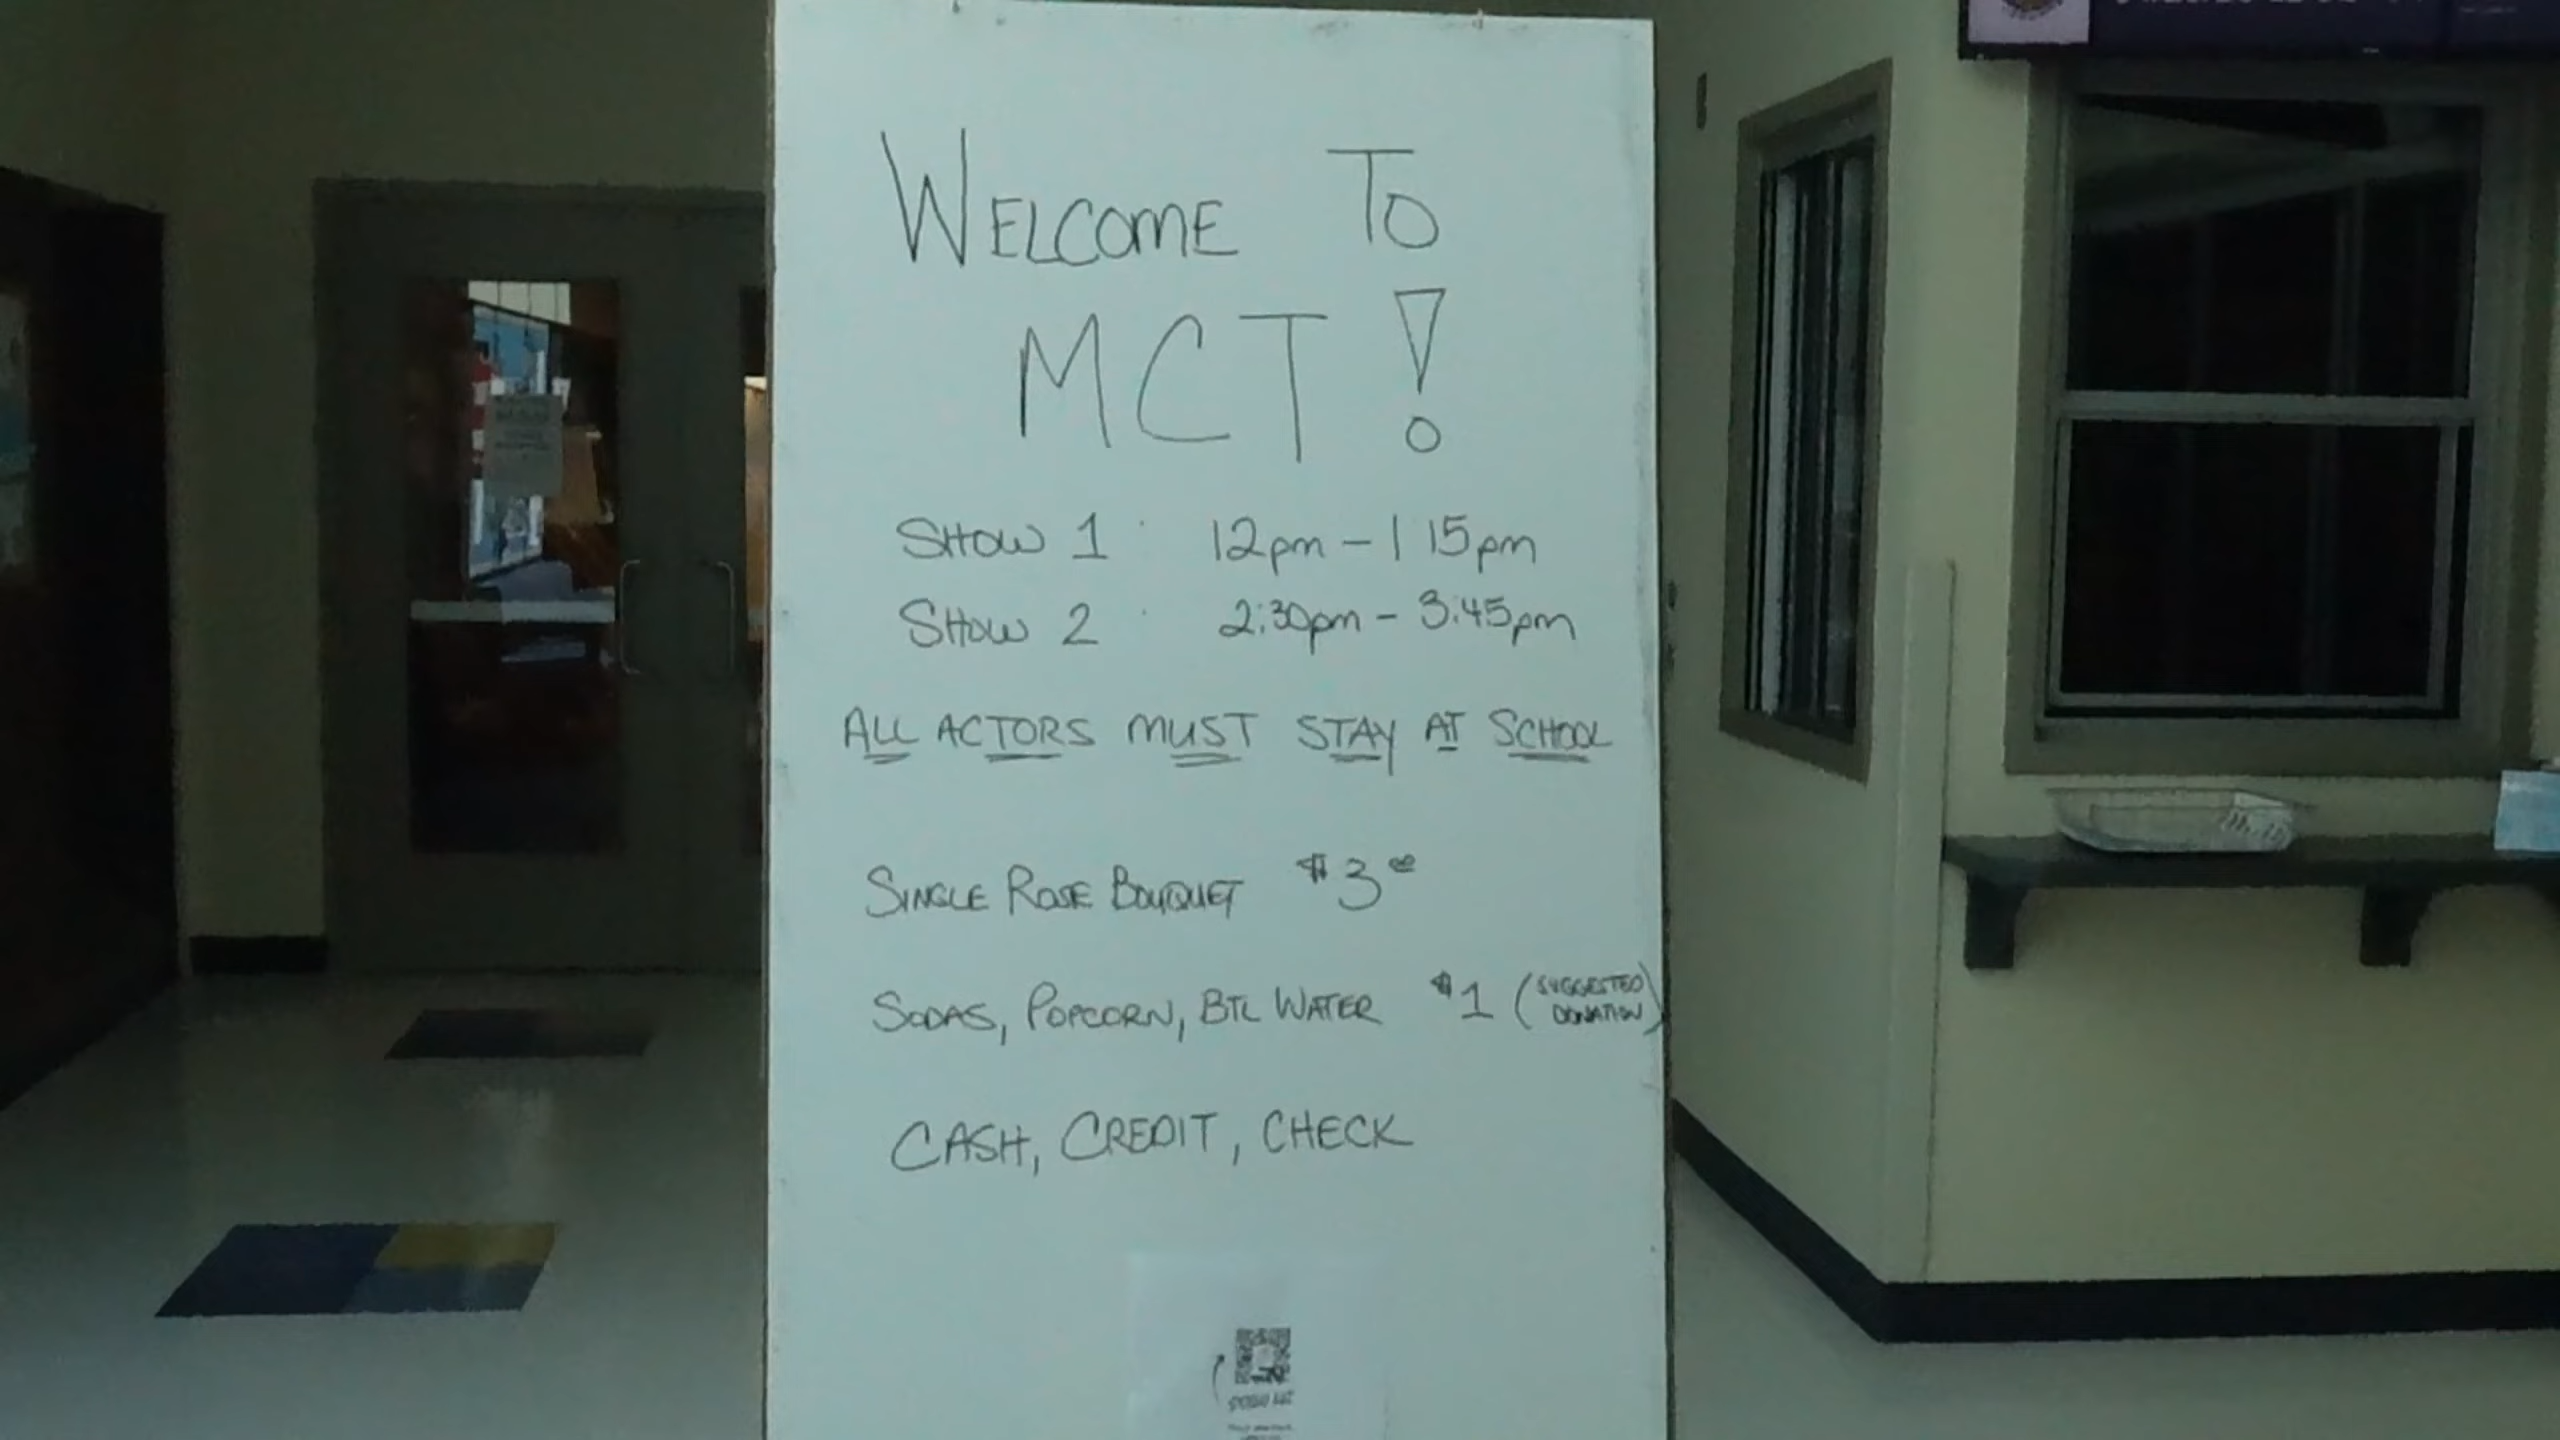 WELCOME TO
MCT!
SHOW 1 : 12pm - 1 15pm
SHOW 2 : 2:30pm - 3:45pm
ALL ACTORS MUST STAY AT SCHOOL
SINGLE ROSE BOUQUET $3 00
SODAS, POPCORN, BTL WATER $1 (SUGGESTED DONATION)
CASH, CREDIT, CHECK